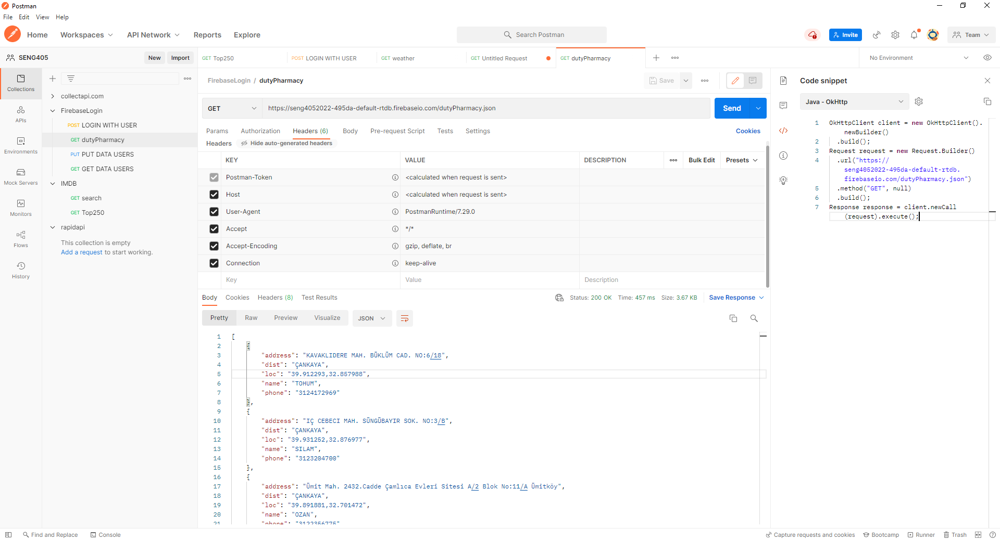 Postman
File Edit View Help
Home Workspaces API Network Reports Explore Search Postman Invite Team
SENG405 New Import
GET Top250 POST LOGIN WITH USER GET weather GET Untitled Request GET dutyPharmacy No Environment
Collections
APIs
Environments
Mock Servers
Monitors
Flows
History
collectapi.com
FirebaseLogin
POST LOGIN WITH USER
GET dutyPharmacy
PUT PUT DATA USERS
GET GET DATA USERS
IMDB
GET search
GET Top250
rapidapi
This collection is empty
Add a request to start working.
FirebaseLogin / dutyPharmacy Save
GET https://seng4052022-495da-default-rtdb.firebaseio.com/dutyPharmacy.json Send
Params Authorization Headers (6) Body Pre-request Script Tests Settings Cookies
Headers Hide auto-generated headers
KEY VALUE DESCRIPTION Bulk Edit Presets
Postman-Token <calculated when request is sent>
Host <calculated when request is sent>
User-Agent PostmanRuntime/7.29.0
Accept */*
Accept-Encoding gzip, deflate, br
Connection keep-alive
Key Value Description
Body Cookies Headers (8) Test Results Status: 200 OK Time: 457 ms Size: 3.67 KB Save Response
Pretty Raw Preview Visualize JSON
1 [
2 {
3 "address": "KAVAKLIDERE MAH. BÜKLÜM CAD. NO:6/18",
4 "dist": "ÇANKAYA",
5 "loc": "39.912293,32.857988",
6 "name": "TOHUM",
7 "phone": "3124172969"
8 },
9 {
10 "address": "IÇ CEBECI MAH. SÜNGÜBAYIR SOK. NO:3/B",
11 "dist": "ÇANKAYA",
12 "loc": "39.931252,32.876977",
13 "name": "SILAM",
14 "phone": "3123204700"
15 },
16 {
17 "address": "Ümit Mah. 2432.Cadde Çamlıca Evleri Sitesi A/2 Blok No:11/A Ümitköy",
18 "dist": "ÇANKAYA",
19 "loc": "39.891881,32.701472",
20 "name": "OZAN",
21 "phone": "3122356775"
Code snippet
Java - OkHttp
1 OkHttpClient client = new OkHttpClient().
newBuilder()
2 .build();
3 Request request = new Request.Builder()
4 .url("https://
seng4052022-495da-default-rtdb.
firebaseio.com/dutyPharmacy.json")
5 .method("GET", null)
6 .build();
7 Response response = client.newCall
(request).execute();
Find and Replace Console Capture requests and cookies Bootcamp Runner Trash